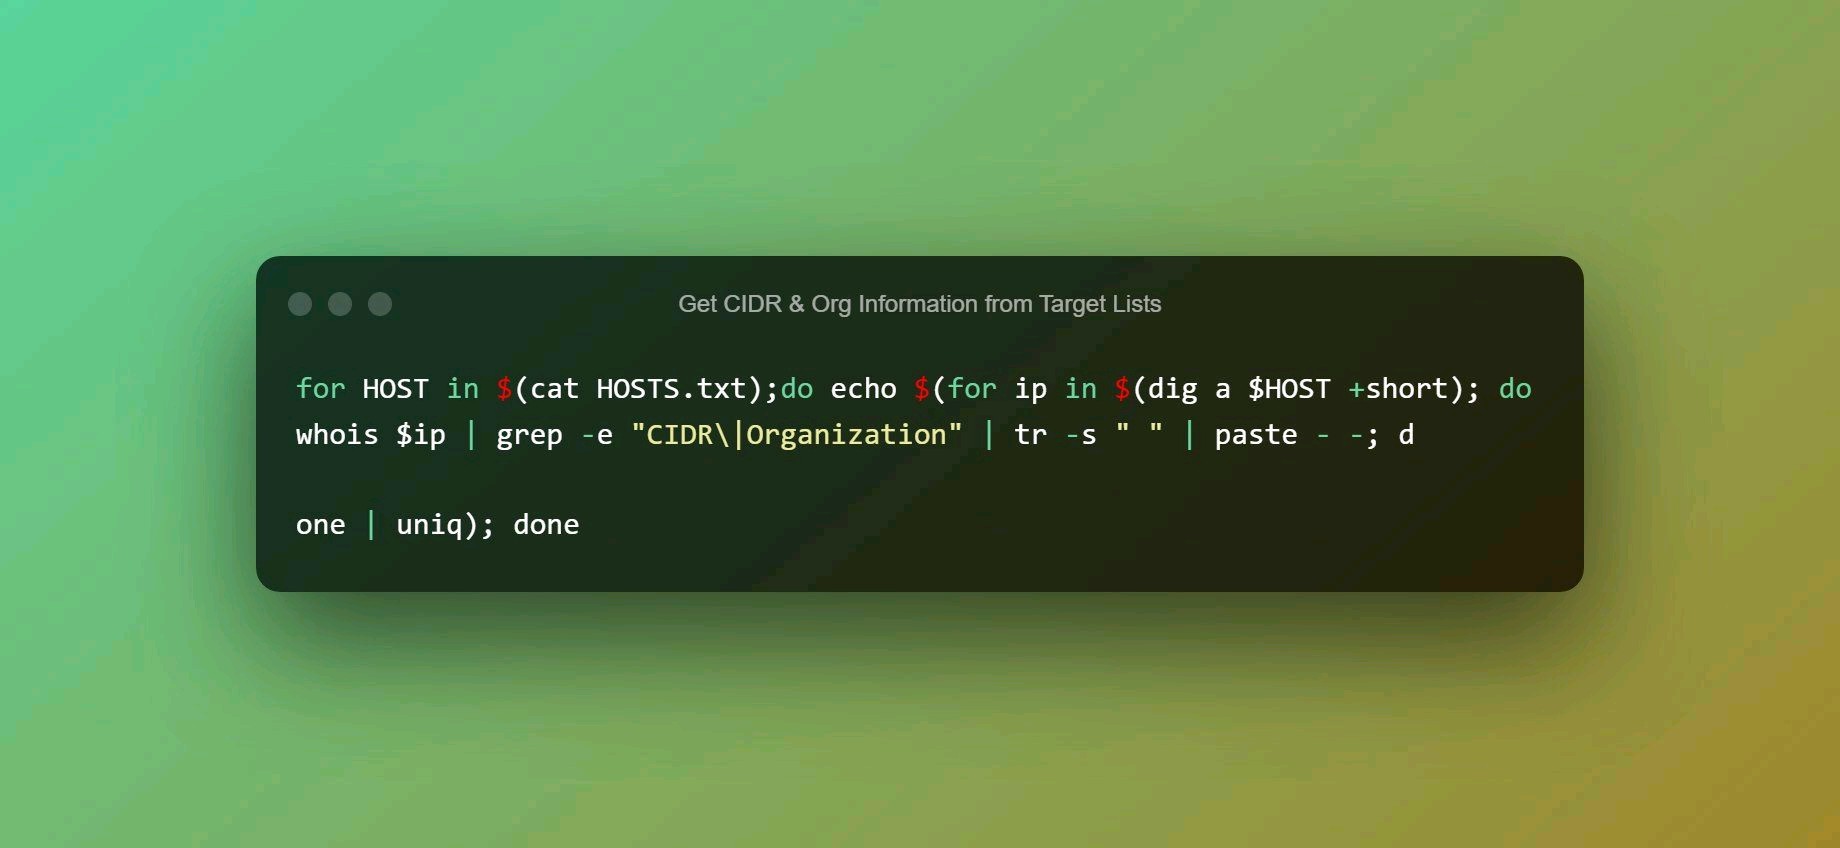 Get CIDR & Org Information from Target Lists
for HOST in $(cat HOSTS.txt);do echo $(for ip in $(dig a $HOST +short); do
whois $ip | grep -e "CIDR\|Organization" | tr -s " " | paste - -; d
one | uniq); done